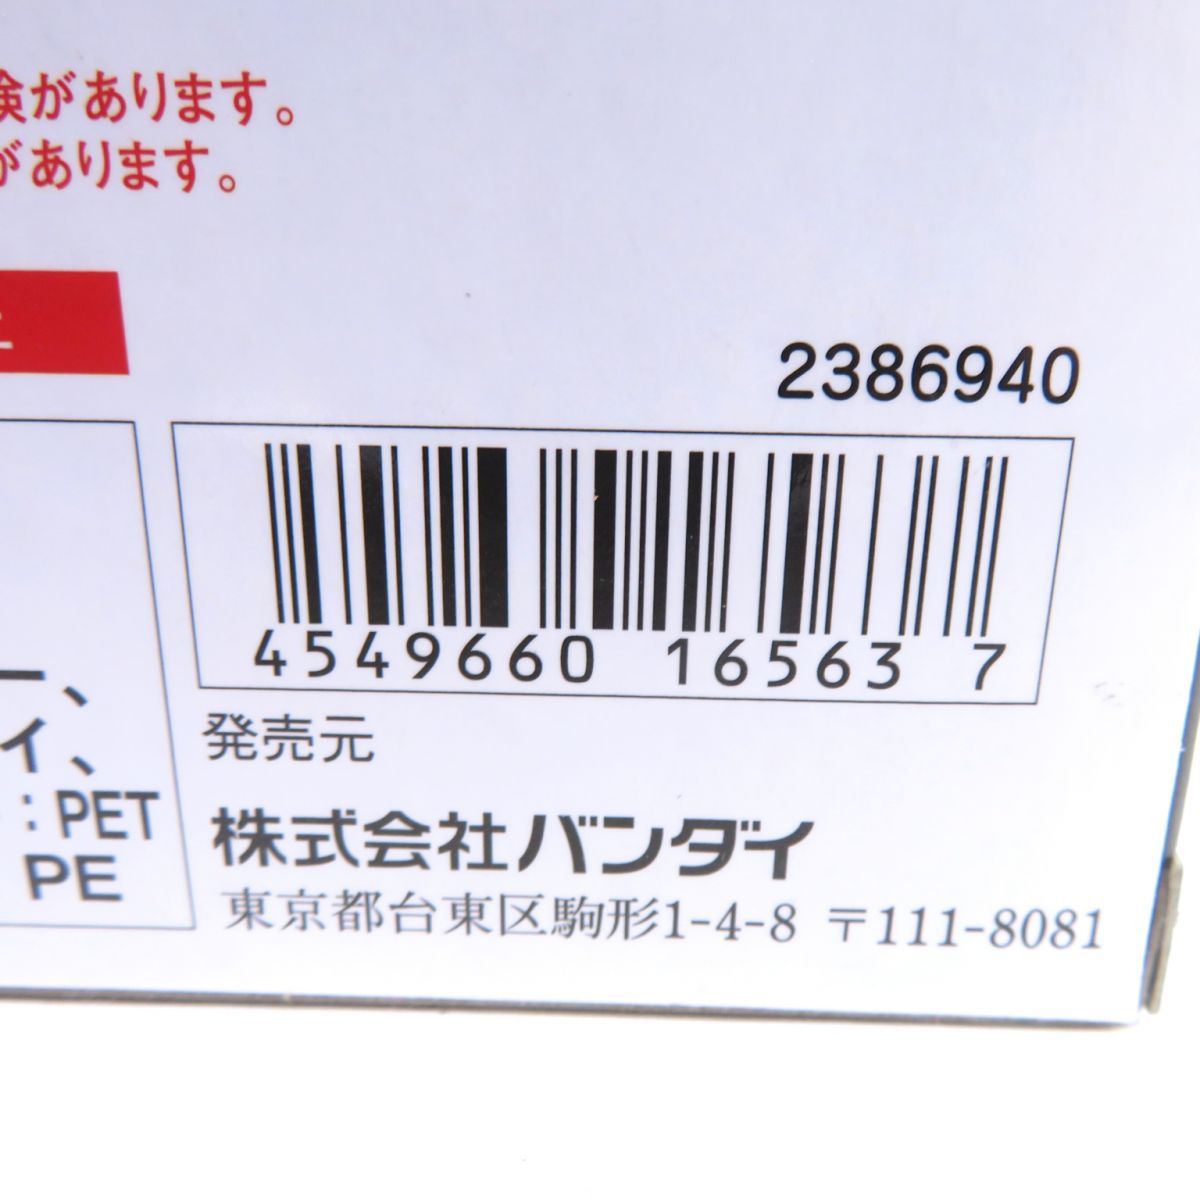 険があります。
があります。
2386940
4549660 16563 7
発売元
株式会社バンダイ
東京都台東区駒形1-4-8 〒111-8081
ー、
ィ、
: PET
PE